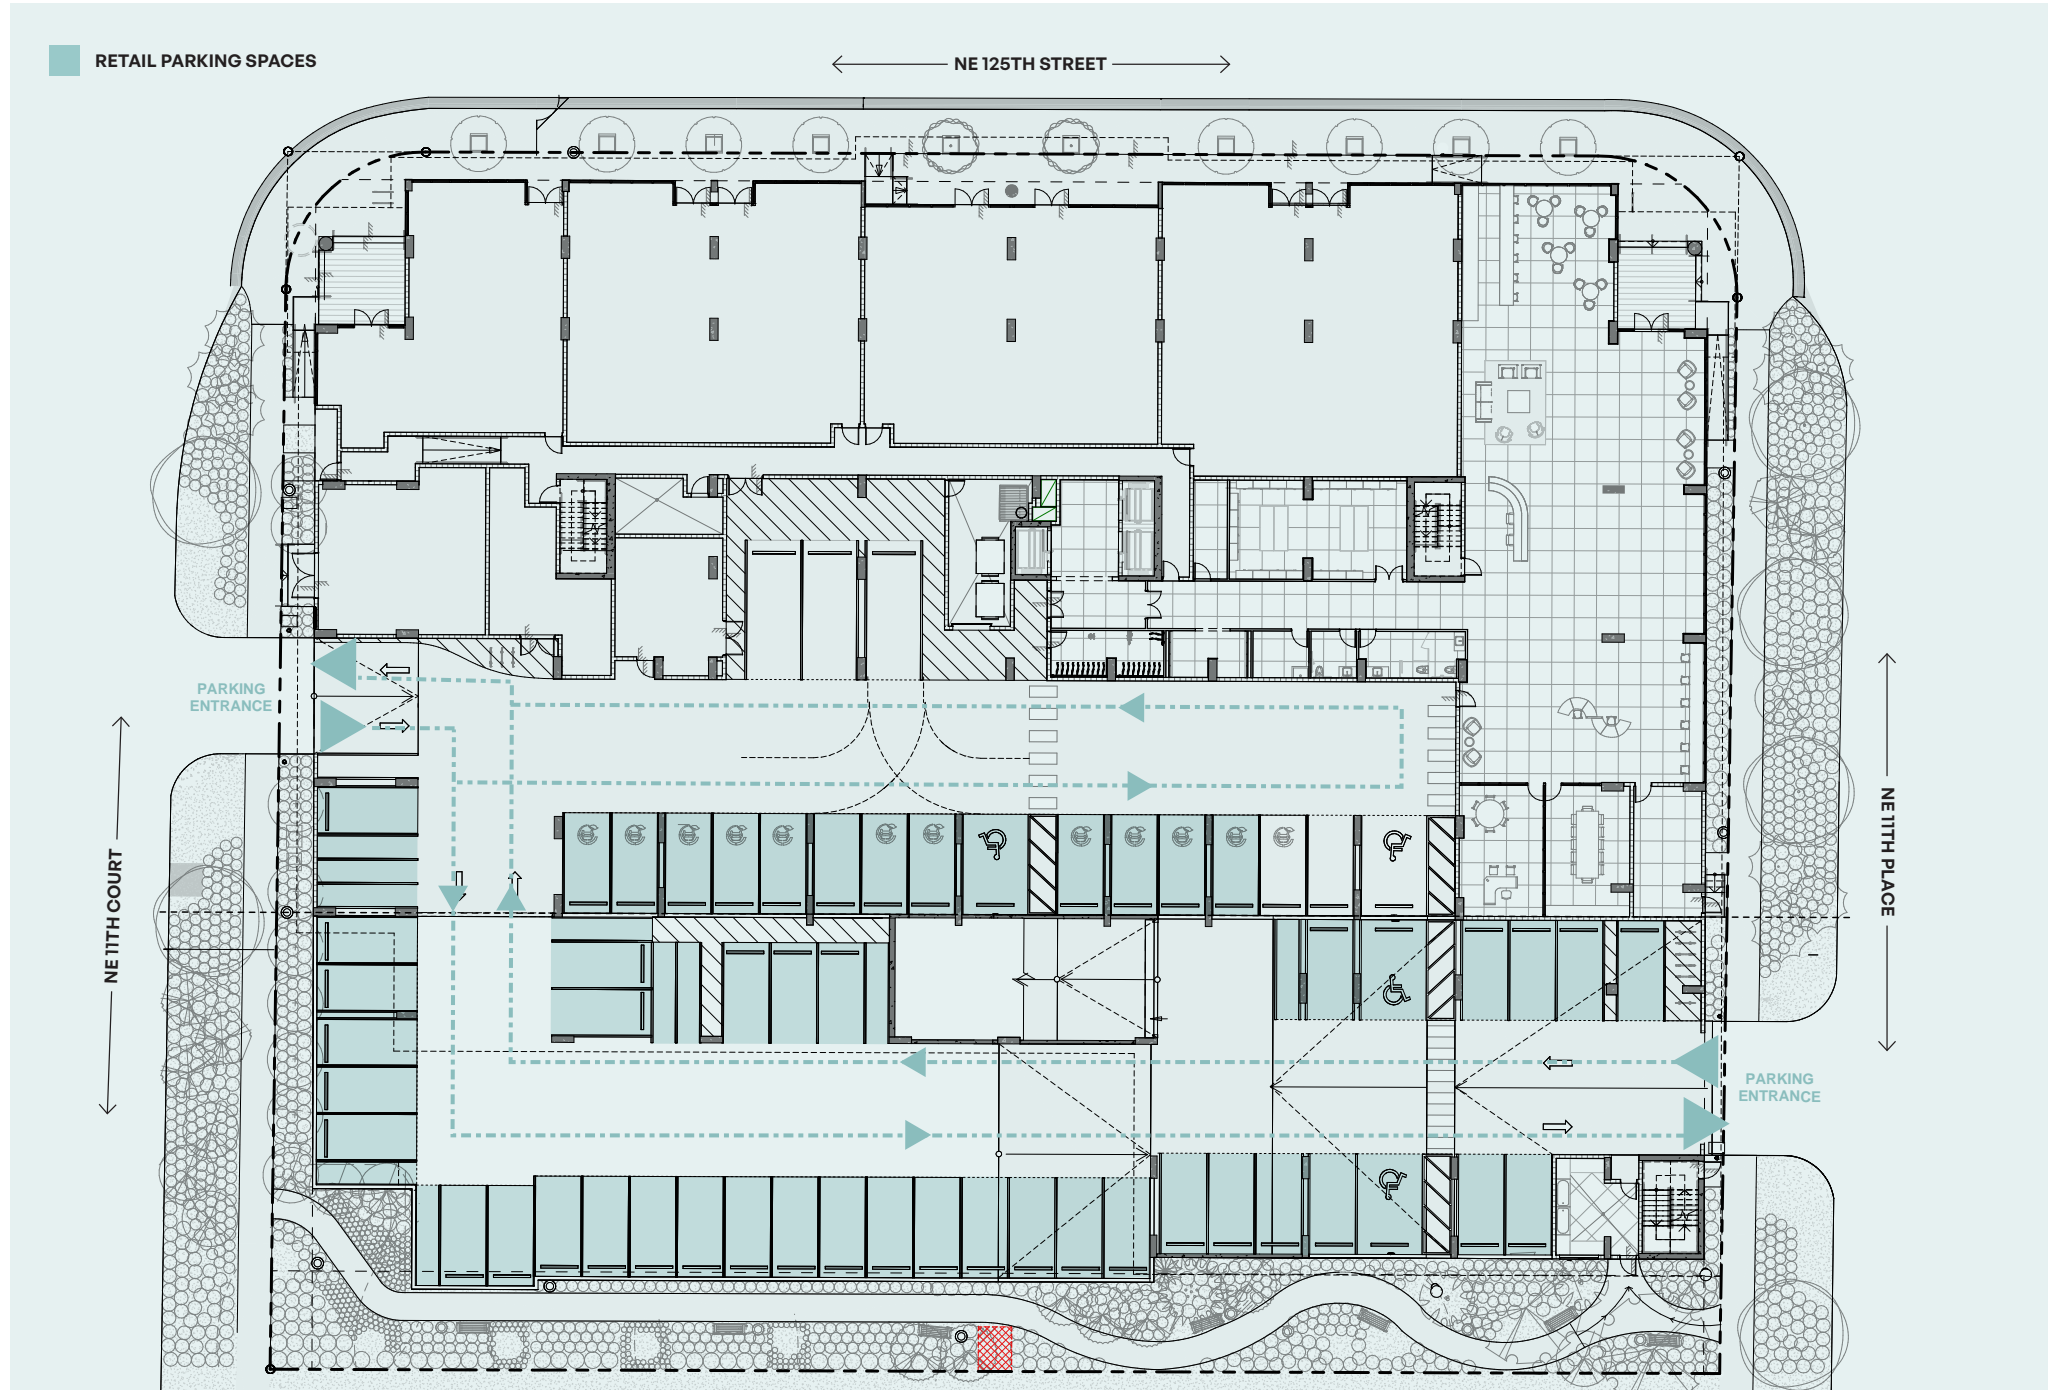 RETAIL PARKING SPACES
NE 125TH STREET
PARKING
ENTRANCE
NE 11TH COURT
NE 11TH PLACE
PARKING
ENTRANCE